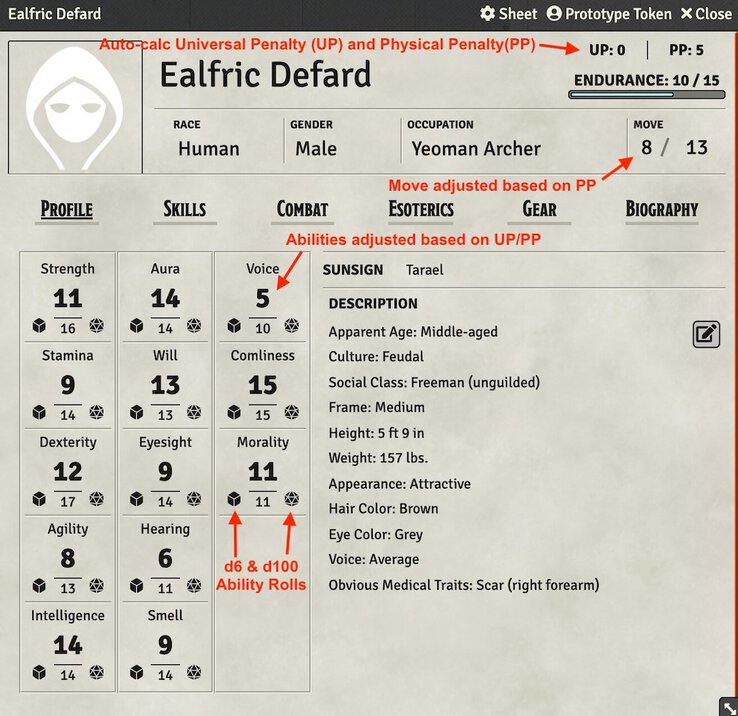 Ealfric Defard Sheet Prototype Token Close
Auto-calc Universal Penalty (UP) and Physical Penalty(PP) UP: 0 PP: 5
Ealfric Defard
ENDURANCE: 10 / 15
RACE GENDER OCCUPATION MOVE
Human Male Yeoman Archer 8 / 13
Move adjusted based on PP
PROFILE SKILLS COMBAT ESOTERICS GEAR BIOGRAPHY
Abilities adjusted based on UP/PP
Strength Aura Voice
11 14 5
16 14 10
Stamina Will Comliness
9 13 15
14 13 15
Dexterity Eyesight Morality
12 9 11
17 14 11
Agility Hearing
8 6
13 11
d6 & d100
Ability Rolls
Intelligence Smell
14 9
14 14
SUNSIGN Tarael
DESCRIPTION
Apparent Age: Middle-aged
Culture: Feudal
Social Class: Freeman (unguilded)
Frame: Medium
Height: 5 ft 9 in
Weight: 157 lbs.
Appearance: Attractive
Hair Color: Brown
Eye Color: Grey
Voice: Average
Obvious Medical Traits: Scar (right forearm)